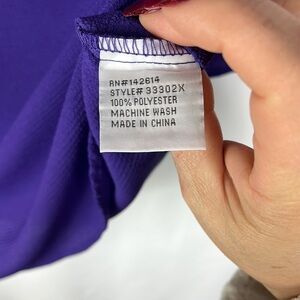 RN#142614
STYLE# 33302X
100% POLYESTER
MACHINE WASH
MADE IN CHINA